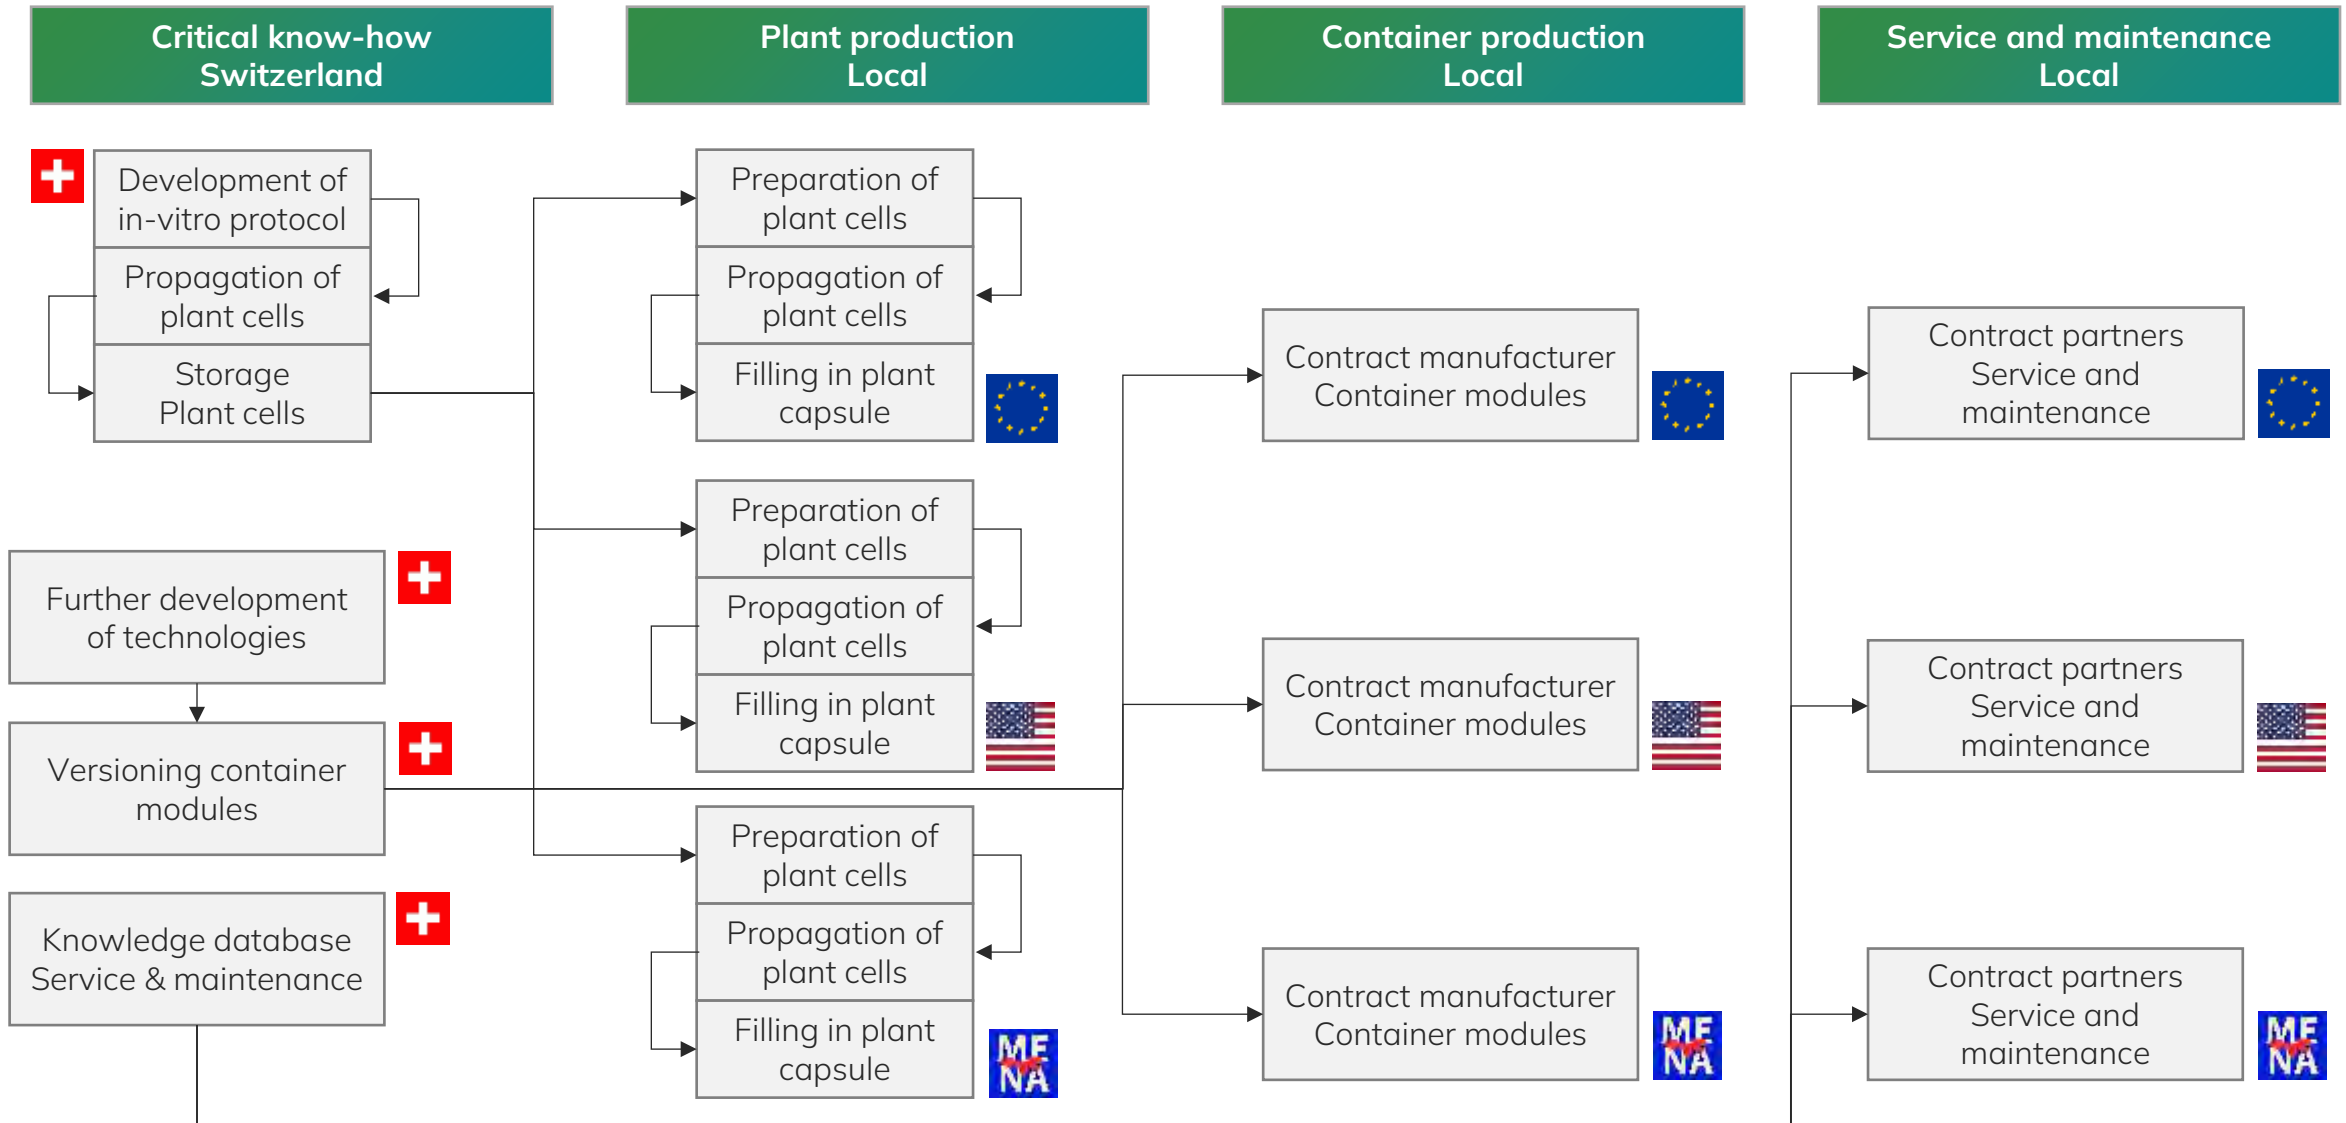 Critical know-how
Switzerland
Plant production
Local
Container production
Local
Service and maintenance
Local
Development of
in-vitro protocol
Propagation of
plant cells
Storage
Plant cells
Further development
of technologies
Versioning container
modules
Knowledge database
Service & maintenance
Preparation of
plant cells
Propagation of
plant cells
Filling in plant
capsule
Preparation of
plant cells
Propagation of
plant cells
Filling in plant
capsule
Preparation of
plant cells
Propagation of
plant cells
Filling in plant
capsule
ME
NA
Contract manufacturer
Container modules
Contract manufacturer
Container modules
Contract manufacturer
Container modules
ME
NA
Contract partners
Service and
maintenance
Contract partners
Service and
maintenance
Contract partners
Service and
maintenance
ME
NA